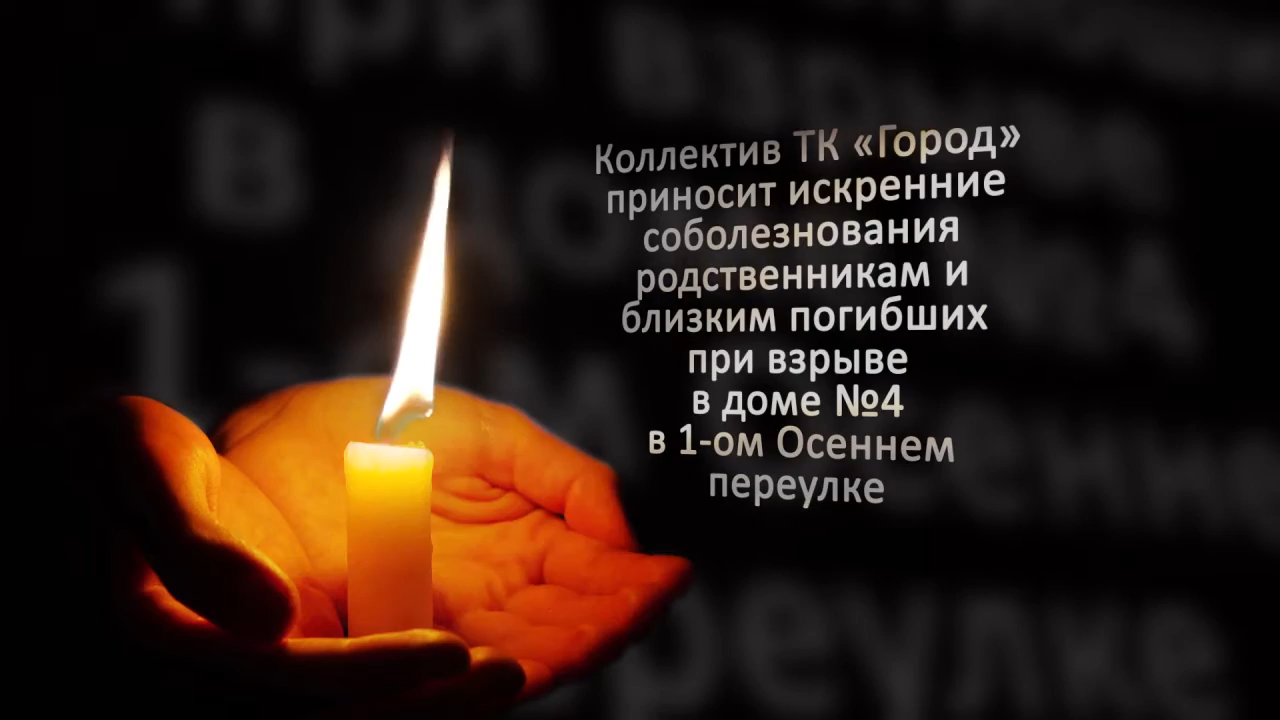 Коллектив ТК «Город»
приносит искренние
соболезнования
родственникам и
близким погибших
при взрыве
в доме №4
в 1-ом Осеннем
переулке